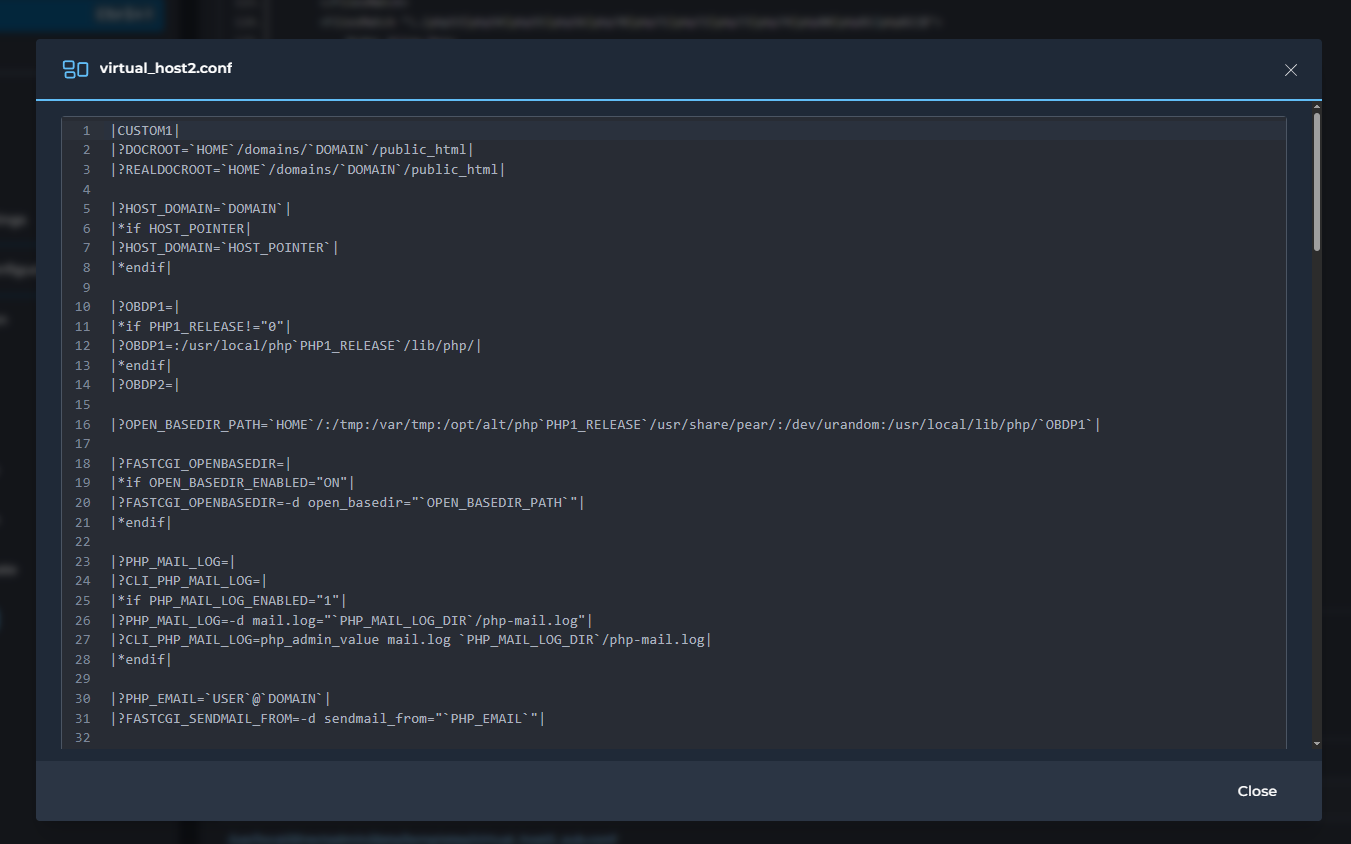 virtual_host2.conf
1 |CUSTOM1|
2 |?DOCROOT=`HOME`/domains/`DOMAIN`/public_html|
3 |?REALDOCROOT=`HOME`/domains/`DOMAIN`/public_html|
4
5 |?HOST_DOMAIN=`DOMAIN`|
6 |*if HOST_POINTER|
7 |?HOST_DOMAIN=`HOST_POINTER`|
8 |*endif|
9
10 |?OBDP1=|
11 |*if PHP1_RELEASE!="0"|
12 |?OBDP1=:/usr/local/php`PHP1_RELEASE`/lib/php/|
13 |*endif|
14 |?OBDP2=|
15
16 |?OPEN_BASEDIR_PATH=`HOME`/:/tmp:/var/tmp:/opt/alt/php`PHP1_RELEASE`/usr/share/pear/:/dev/urandom:/usr/local/lib/php/`OBDP1`|
17
18 |?FASTCGI_OPENBASEDIR=|
19 |*if OPEN_BASEDIR_ENABLED="ON"|
20 |?FASTCGI_OPENBASEDIR=-d open_basedir="`OPEN_BASEDIR_PATH`"|
21 |*endif|
22
23 |?PHP_MAIL_LOG=|
24 |?CLI_PHP_MAIL_LOG=|
25 |*if PHP_MAIL_LOG_ENABLED="1"|
26 |?PHP_MAIL_LOG=-d mail.log="`PHP_MAIL_LOG_DIR`/php-mail.log"|
27 |?CLI_PHP_MAIL_LOG=php_admin_value mail.log `PHP_MAIL_LOG_DIR`/php-mail.log|
28 |*endif|
29
30 |?PHP_EMAIL=`USER`@`DOMAIN`|
31 |?FASTCGI_SENDMAIL_FROM=-d sendmail_from="`PHP_EMAIL`"|
32
Close